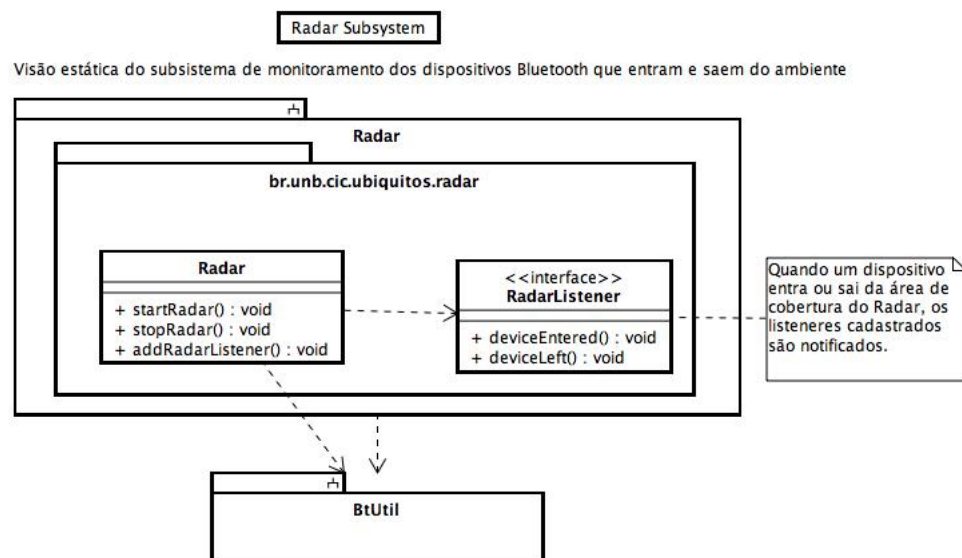 Radar Subsystem
Visão estática do subsistema de monitoramento dos dispositivos Bluetooth que entram e saem do ambiente
Radar
br.unb.cic.ubiquitos.radar
Radar
+ startRadar() : void
+ stopRadar() : void
+ addRadarListener() : void
<<interface>>
RadarListener
+ deviceEntered() : void
+ deviceLeft() : void
Quando um dispositivo
entra ou sai da área de
cobertura do Radar, os
listeneres cadastrados
são notificados.
BtUtil